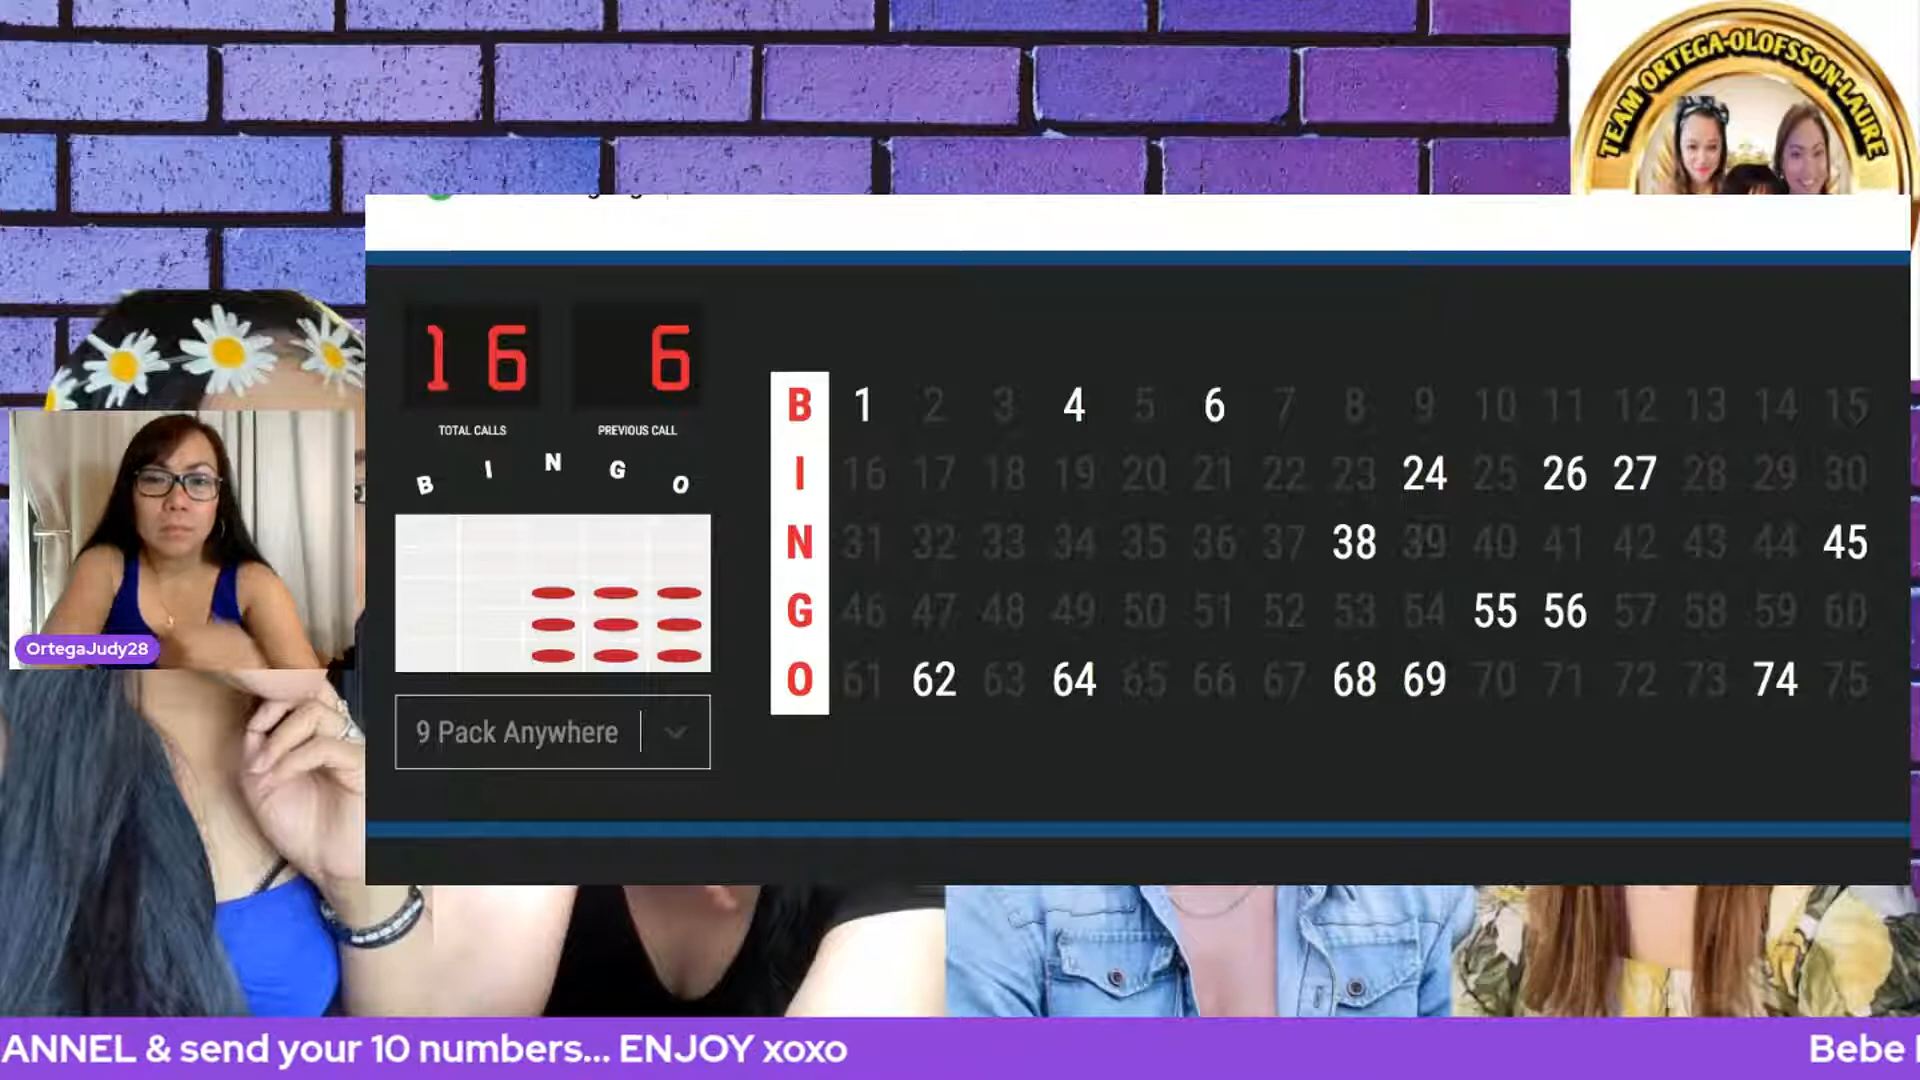 TEAM ORTEGA-OLOFSSON-LAURE
16 6
TOTAL CALLS PREVIOUS CALL
B I N G O
9 Pack Anywhere
B 1 2 3 4 5 6 7 8 9 10 11 12 13 14 15
I 16 17 18 19 20 21 22 23 24 25 26 27 28 29 30
N 31 32 33 34 35 36 37 38 39 40 41 42 43 44 45
G 46 47 48 49 50 51 52 53 54 55 56 57 58 59 60
O 61 62 63 64 65 66 67 68 69 70 71 72 73 74 75
OrtegaJudy28
ANNEL & send your 10 numbers... ENJOY xoxo Bebe